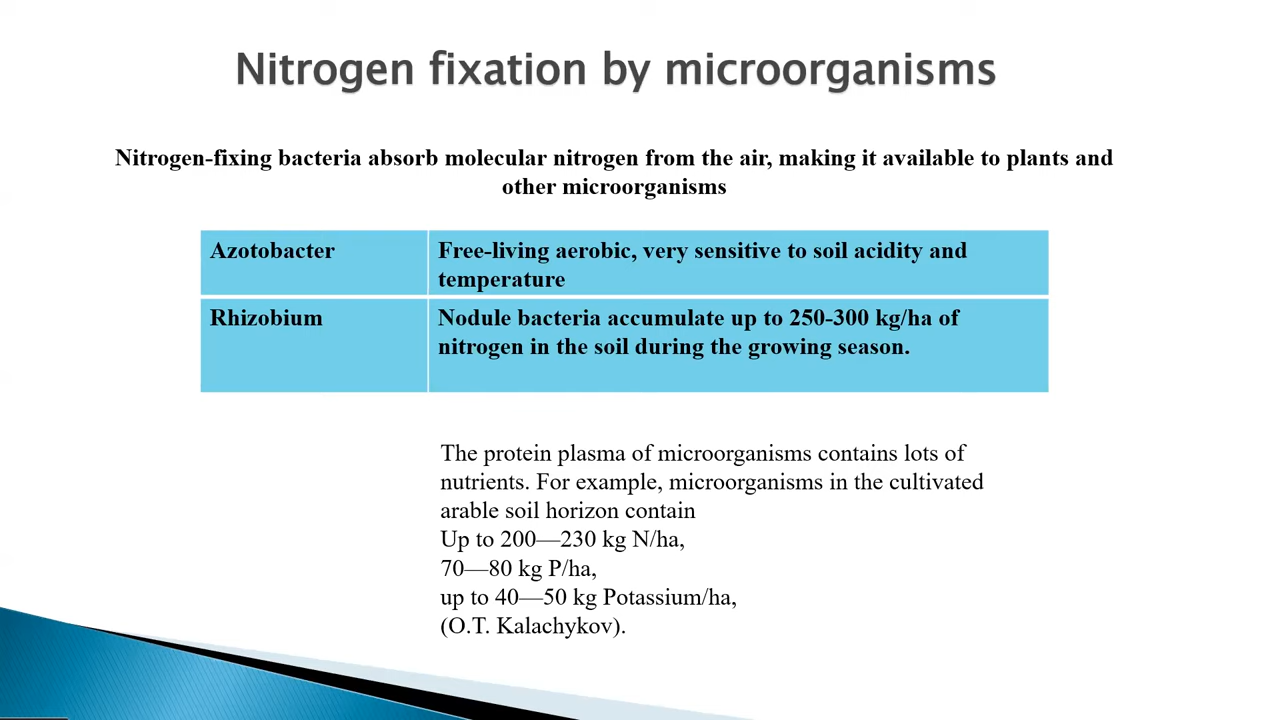 Nitrogen fixation by microorganisms
Nitrogen-fixing bacteria absorb molecular nitrogen from the air, making it available to plants and
other microorganisms
Azotobacter
Free-living aerobic, very sensitive to soil acidity and
temperature
Rhizobium
Nodule bacteria accumulate up to 250-300 kg/ha of
nitrogen in the soil during the growing season.
The protein plasma of microorganisms contains lots of
nutrients. For example, microorganisms in the cultivated
arable soil horizon contain
Up to 200—230 kg N/ha,
70—80 kg P/ha,
up to 40—50 kg Potassium/ha,
(O.T. Kalachykov).